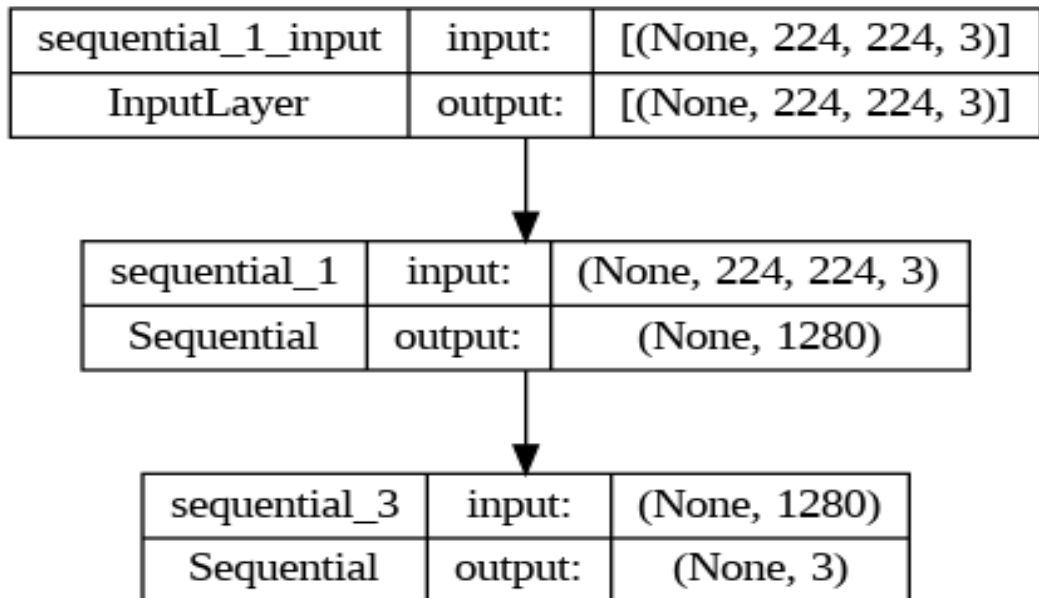 sequential_1_input input: [(None, 224, 224, 3)]
InputLayer output: [(None, 224, 224, 3)]
sequential_1 input: (None, 224, 224, 3)
Sequential output: (None, 1280)
sequential_3 input: (None, 1280)
Sequential output: (None, 3)